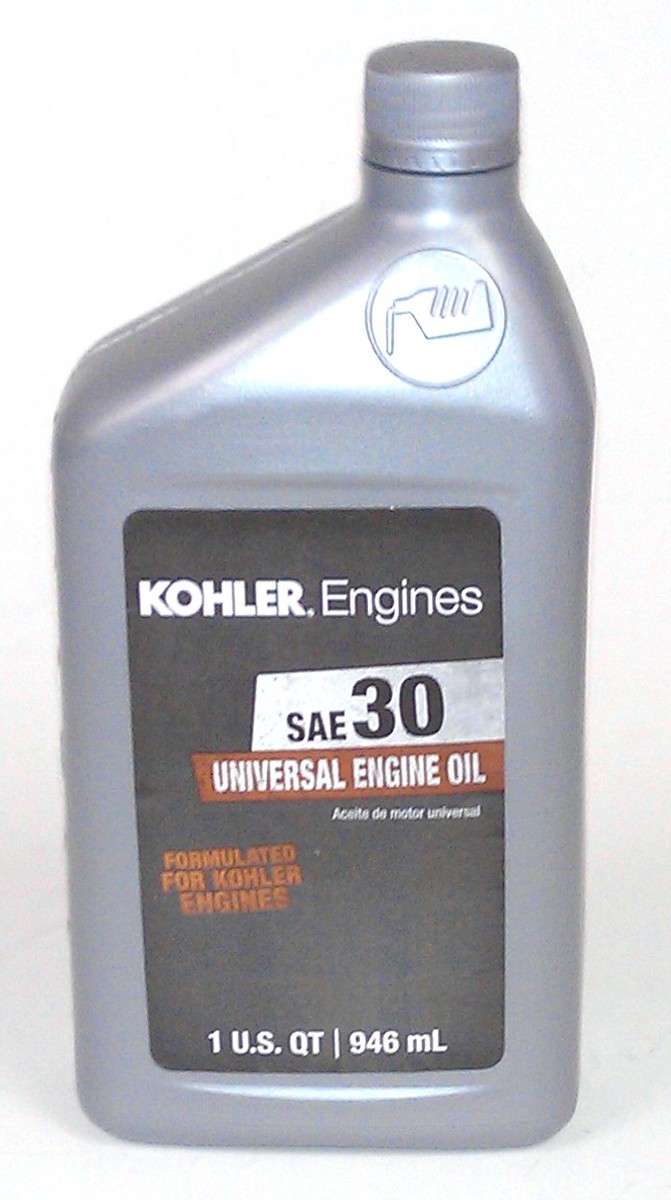 KOHLER. Engines
SAE 30
UNIVERSAL ENGINE OIL
Aceite de motor universal
FORMULATED
FOR KOHLER
ENGINES
1 U.S. QT | 946 mL